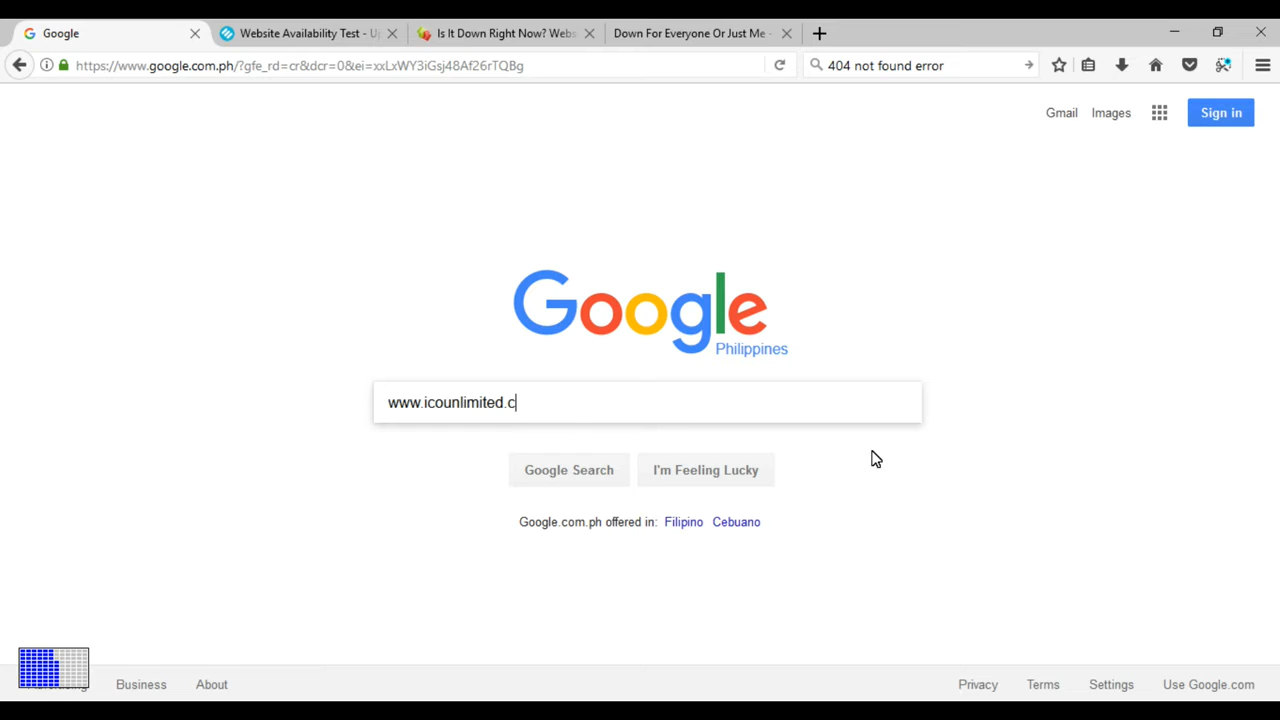 Google
Website Availability Test - Up
Is It Down Right Now? Webs
Down For Everyone Or Just Me -
https://www.google.com.ph/?gfe_rd=cr&dcr=0&ei=xxLxWY3iGsj48Af26rTQBg
404 not found error
Gmail Images Sign in
Google
Philippines
www.icounlimited.c
Google Search I'm Feeling Lucky
Google.com.ph offered in: Filipino Cebuano
Business About Privacy Terms Settings Use Google.com